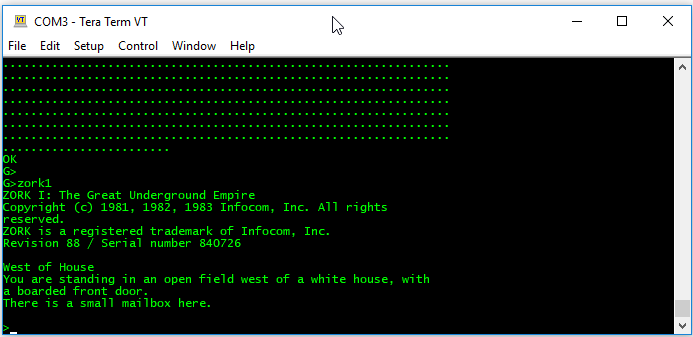 VT
COM3 - Tera Term VT
File Edit Setup Control Window Help
................................................................
................................................................
................................................................
................................................................
................................................................
................................................................
................................................................
........................
OK
G>
G>zork1
ZORK I: The Great Underground Empire
Copyright (c) 1981, 1982, 1983 Infocom, Inc. All rights
reserved.
ZORK is a registered trademark of Infocom, Inc.
Revision 88 / Serial number 840726
West of House
You are standing in an open field west of a white house, with
a boarded front door.
There is a small mailbox here.
>